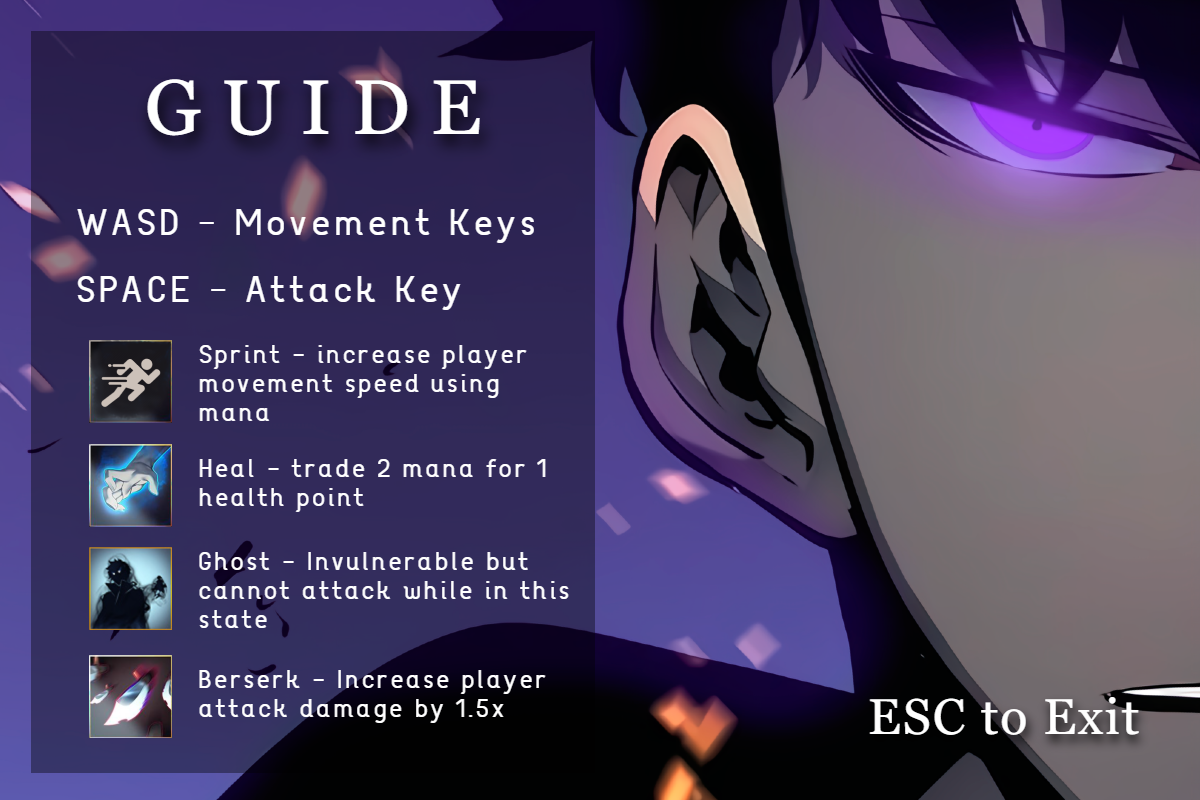 GUIDE
WASD - Movement Keys
SPACE - Attack Key
Sprint - increase player
movement speed using
mana
Heal - trade 2 mana for 1
health point
Ghost - Invulnerable but
cannot attack while in this
state
Berserk - Increase player
attack damage by 1.5x
ESC to Exit